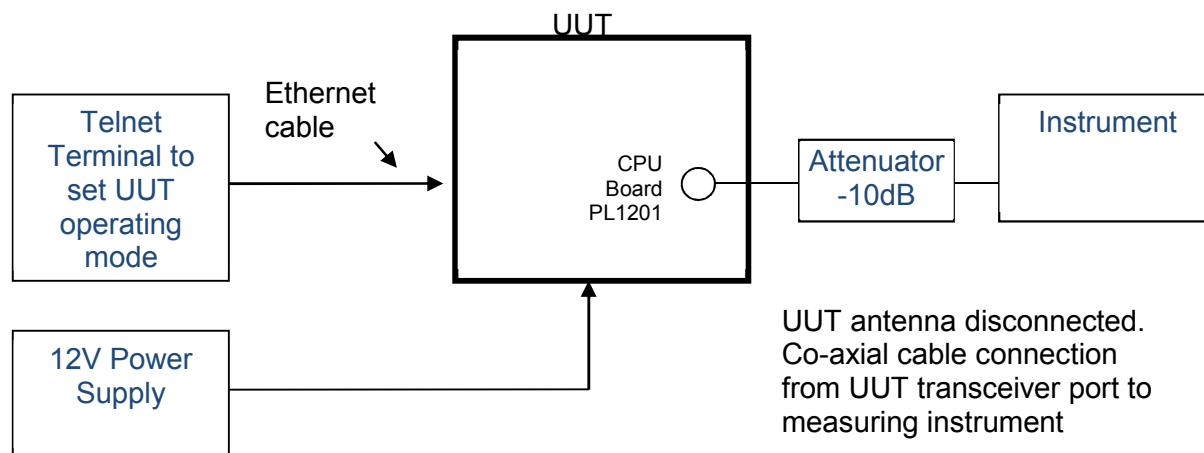 UUT
Ethernet
cable
Telnet
Terminal to
set UUT
operating
mode
CPU
Board
PL1201
Attenuator
-10dB
Instrument
12V Power
Supply
UUT antenna disconnected.
Co-axial cable connection
from UUT transceiver port to
measuring instrument